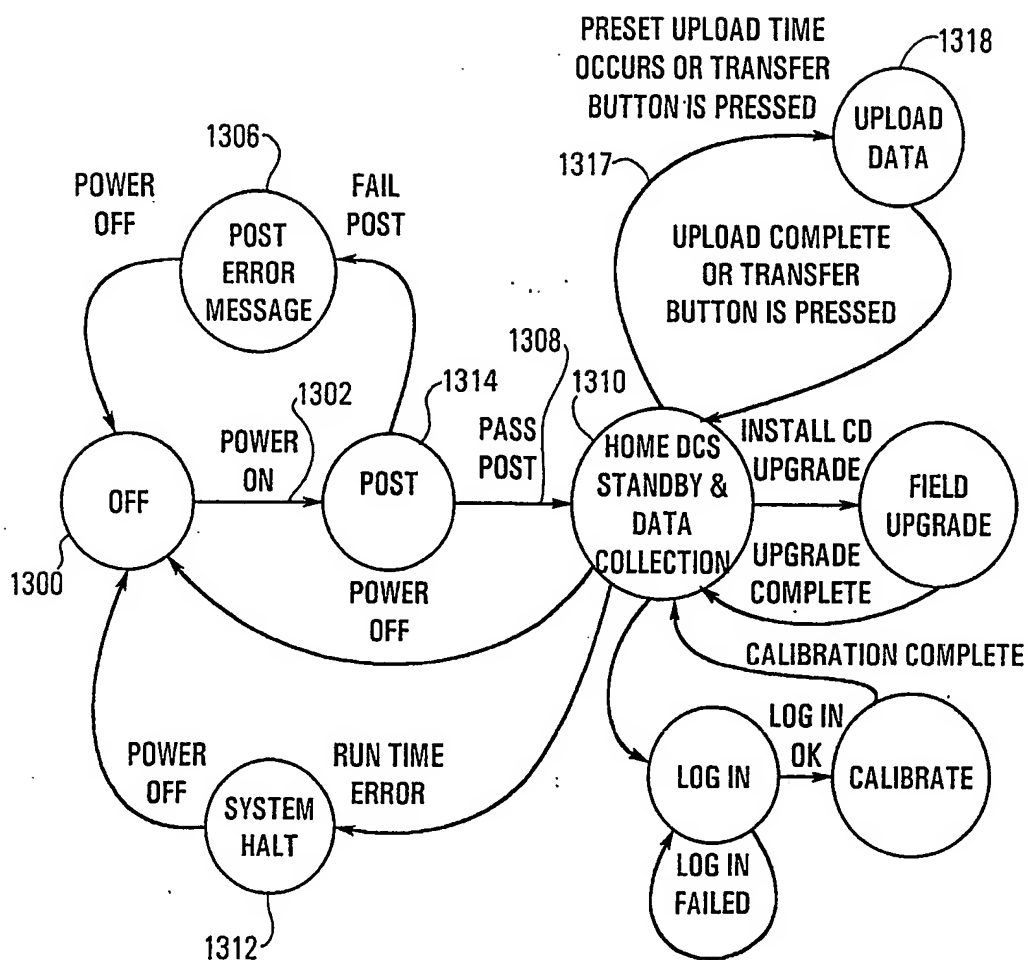 PRESET UPLOAD TIME
OCCURS OR TRANSFER
BUTTON IS PRESSED
1318
UPLOAD
DATA
1317
1306
POWER
OFF
FAIL
POST
POST
ERROR
MESSAGE
UPLOAD COMPLETE
OR TRANSFER
BUTTON IS PRESSED
1308
1302
1314
1310
POWER
ON
PASS
POST
OFF
POST
HOME DCS
STANDBY &
DATA
COLLECTION
INSTALL CD
UPGRADE
FIELD
UPGRADE
UPGRADE
COMPLETE
1300
POWER
OFF
CALIBRATION COMPLETE
POWER
OFF
RUN TIME
ERROR
SYSTEM
HALT
LOG IN
LOG IN
OK
CALIBRATE
LOG IN
FAILED
1312